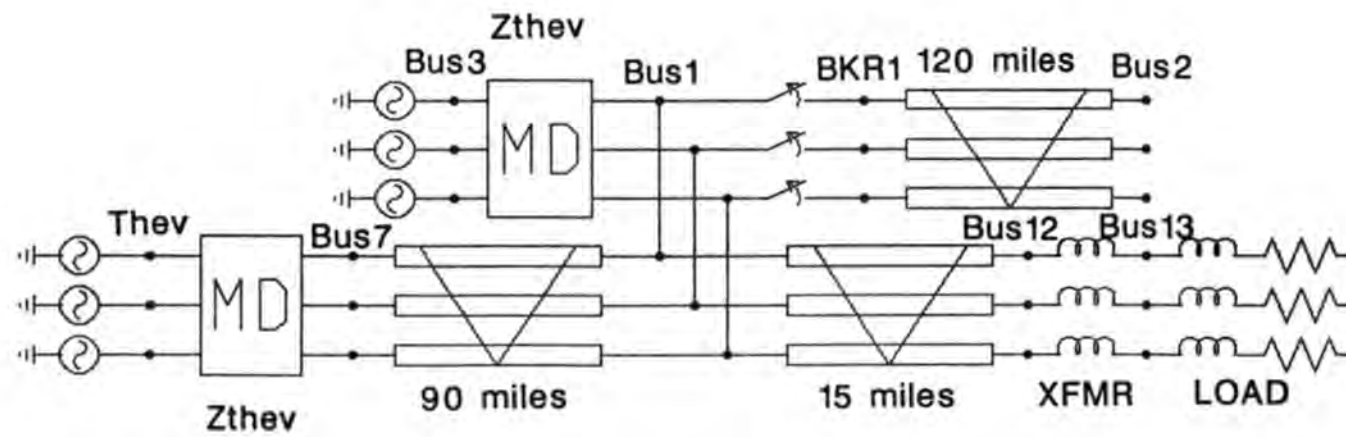 Zthev
Bus3
Bus1
BKR1
120 miles
Bus2
MD
Thev
Bus7
Bus12
Bus13
MD
90 miles
15 miles
XFMR
LOAD
Zthev